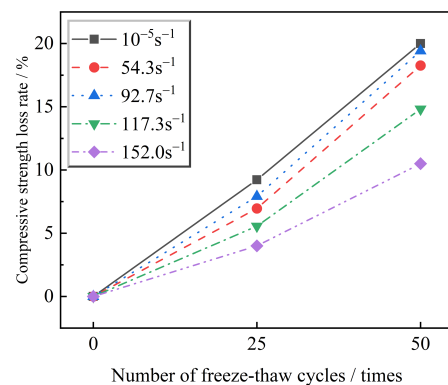 20
15
10
5
0
Compressive strength loss rate / %
10⁻⁵s⁻¹
54.3s⁻¹
92.7s⁻¹
117.3s⁻¹
152.0s⁻¹
0 25 50
Number of freeze-thaw cycles / times